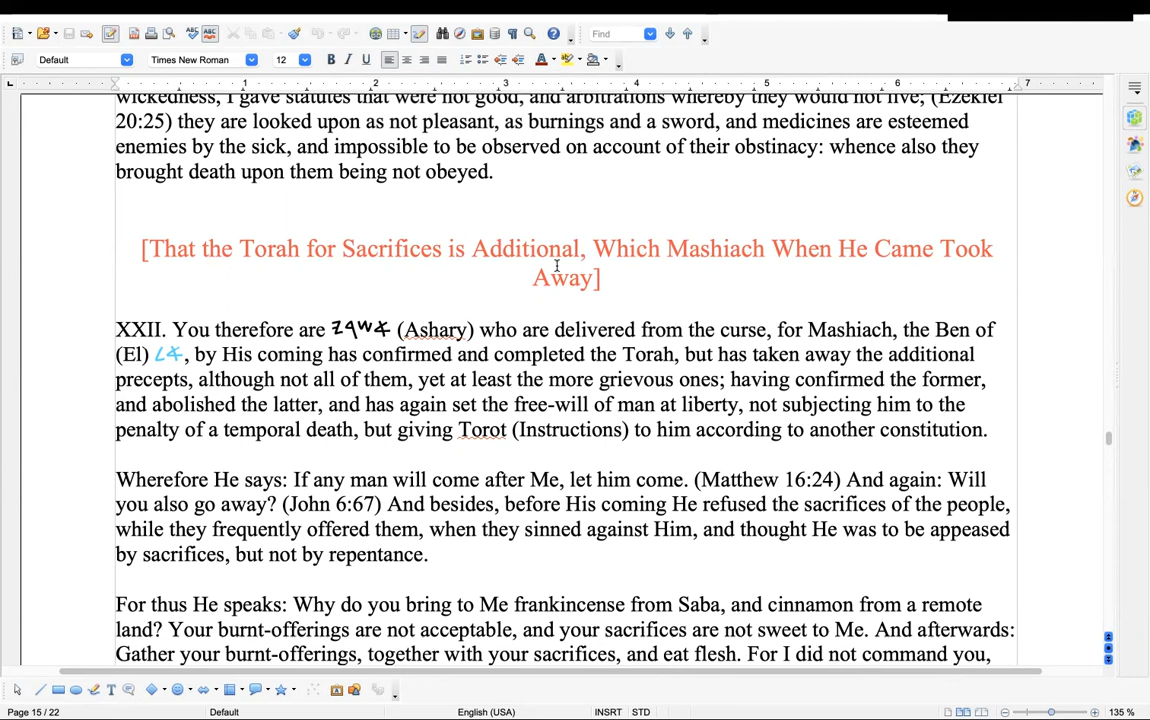 Find
Default
Times New Roman
12
1 2 3 4 5 6 7
wickedness, I gave statutes that were not good, and arbitrations whereby they would not live; (Ezekiel
20:25) they are looked upon as not pleasant, as burnings and a sword, and medicines are esteemed
enemies by the sick, and impossible to be observed on account of their obstinacy: whence also they
brought death upon them being not obeyed.
[That the Torah for Sacrifices is Additional, Which Mashiach When He Came Took
Away]
XXII. You therefore are 𐤉𐤓𐤔𐤀 (Ashary) who are delivered from the curse, for Mashiach, the Ben of
(El) 𐤋𐤀, by His coming has confirmed and completed the Torah, but has taken away the additional
precepts, although not all of them, yet at least the more grievous ones; having confirmed the former,
and abolished the latter, and has again set the free-will of man at liberty, not subjecting him to the
penalty of a temporal death, but giving Torot (Instructions) to him according to another constitution.
Wherefore He says: If any man will come after Me, let him come. (Matthew 16:24) And again: Will
you also go away? (John 6:67) And besides, before His coming He refused the sacrifices of the people,
while they frequently offered them, when they sinned against Him, and thought He was to be appeased
by sacrifices, but not by repentance.
For thus He speaks: Why do you bring to Me frankincense from Saba, and cinnamon from a remote
land? Your burnt-offerings are not acceptable, and your sacrifices are not sweet to Me. And afterwards:
Gather your burnt-offerings, together with your sacrifices, and eat flesh. For I did not command you,
Page 15 / 22
Default
English (USA)
INSRT
STD
135 %